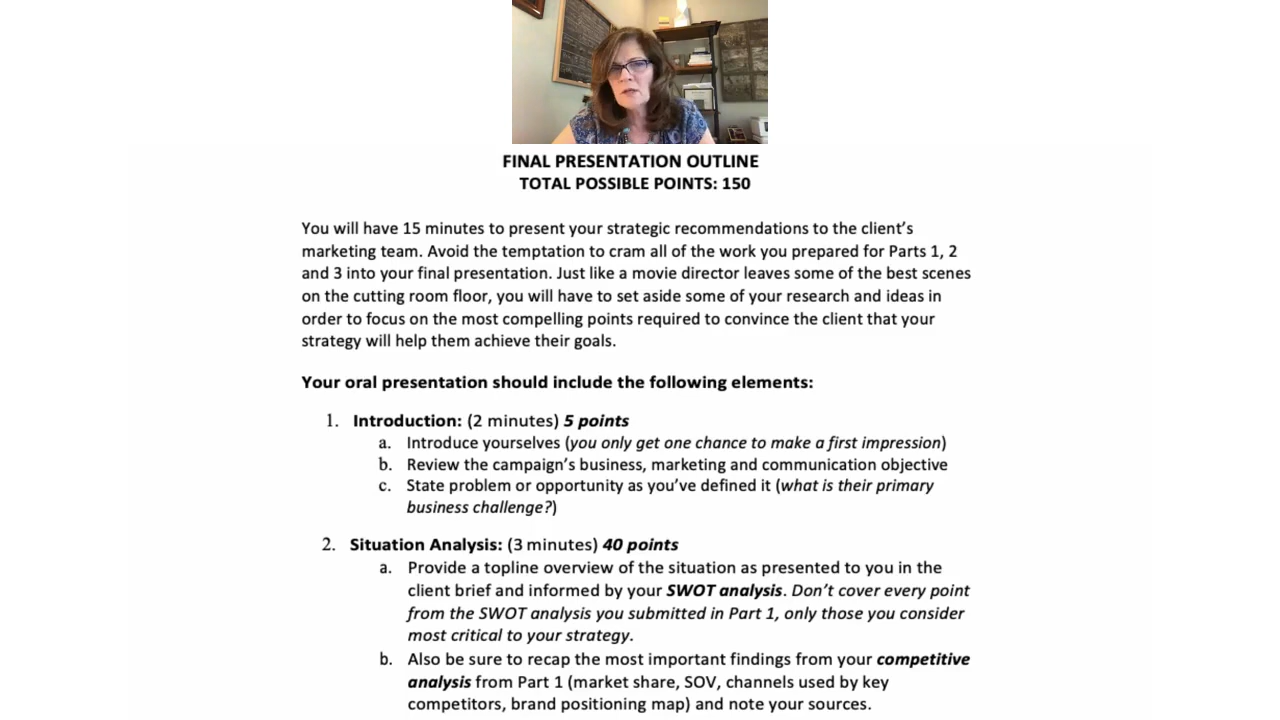 FINAL PRESENTATION OUTLINE
TOTAL POSSIBLE POINTS: 150
You will have 15 minutes to present your strategic recommendations to the client's
marketing team. Avoid the temptation to cram all of the work you prepared for Parts 1, 2
and 3 into your final presentation. Just like a movie director leaves some of the best scenes
on the cutting room floor, you will have to set aside some of your research and ideas in
order to focus on the most compelling points required to convince the client that your
strategy will help them achieve their goals.
Your oral presentation should include the following elements:
1. Introduction: (2 minutes) 5 points
a. Introduce yourselves (you only get one chance to make a first impression)
b. Review the campaign's business, marketing and communication objective
c. State problem or opportunity as you've defined it (what is their primary
business challenge?)
2. Situation Analysis: (3 minutes) 40 points
a. Provide a topline overview of the situation as presented to you in the
client brief and informed by your SWOT analysis. Don't cover every point
from the SWOT analysis you submitted in Part 1, only those you consider
most critical to your strategy.
b. Also be sure to recap the most important findings from your competitive
analysis from Part 1 (market share, SOV, channels used by key
competitors, brand positioning map) and note your sources.